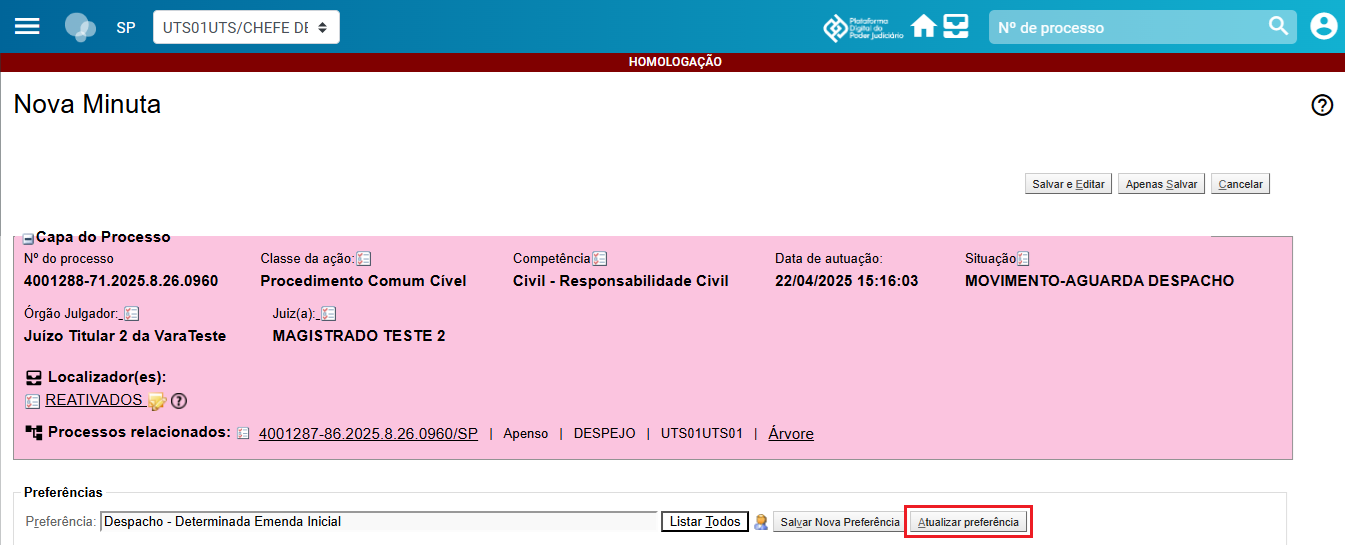 SP
UTS01UTS/CHEFE DE
Plataforma
Digital do
Poder Judiciário
Nº de processo
HOMOLOGAÇÃO
Nova Minuta
Salvar e Editar
Apenas Salvar
Cancelar
Capa do Processo
Nº do processo
Classe da ação:
Competência
Data de autuação:
Situação
4001288-71.2025.8.26.0960
Procedimento Comum Cível
Civil - Responsabilidade Civil
22/04/2025 15:16:03
MOVIMENTO-AGUARDA DESPACHO
Órgão Julgador:
Juiz(a):
Juízo Titular 2 da VaraTeste
MAGISTRADO TESTE 2
Localizador(es):
REATIVADOS
Processos relacionados: 4001287-86.2025.8.26.0960/SP | Apenso | DESPEJO | UTS01UTS01 | Árvore
Preferências
Preferência: Despacho - Determinada Emenda Inicial
Listar Todos
Salvar Nova Preferência
Atualizar preferência